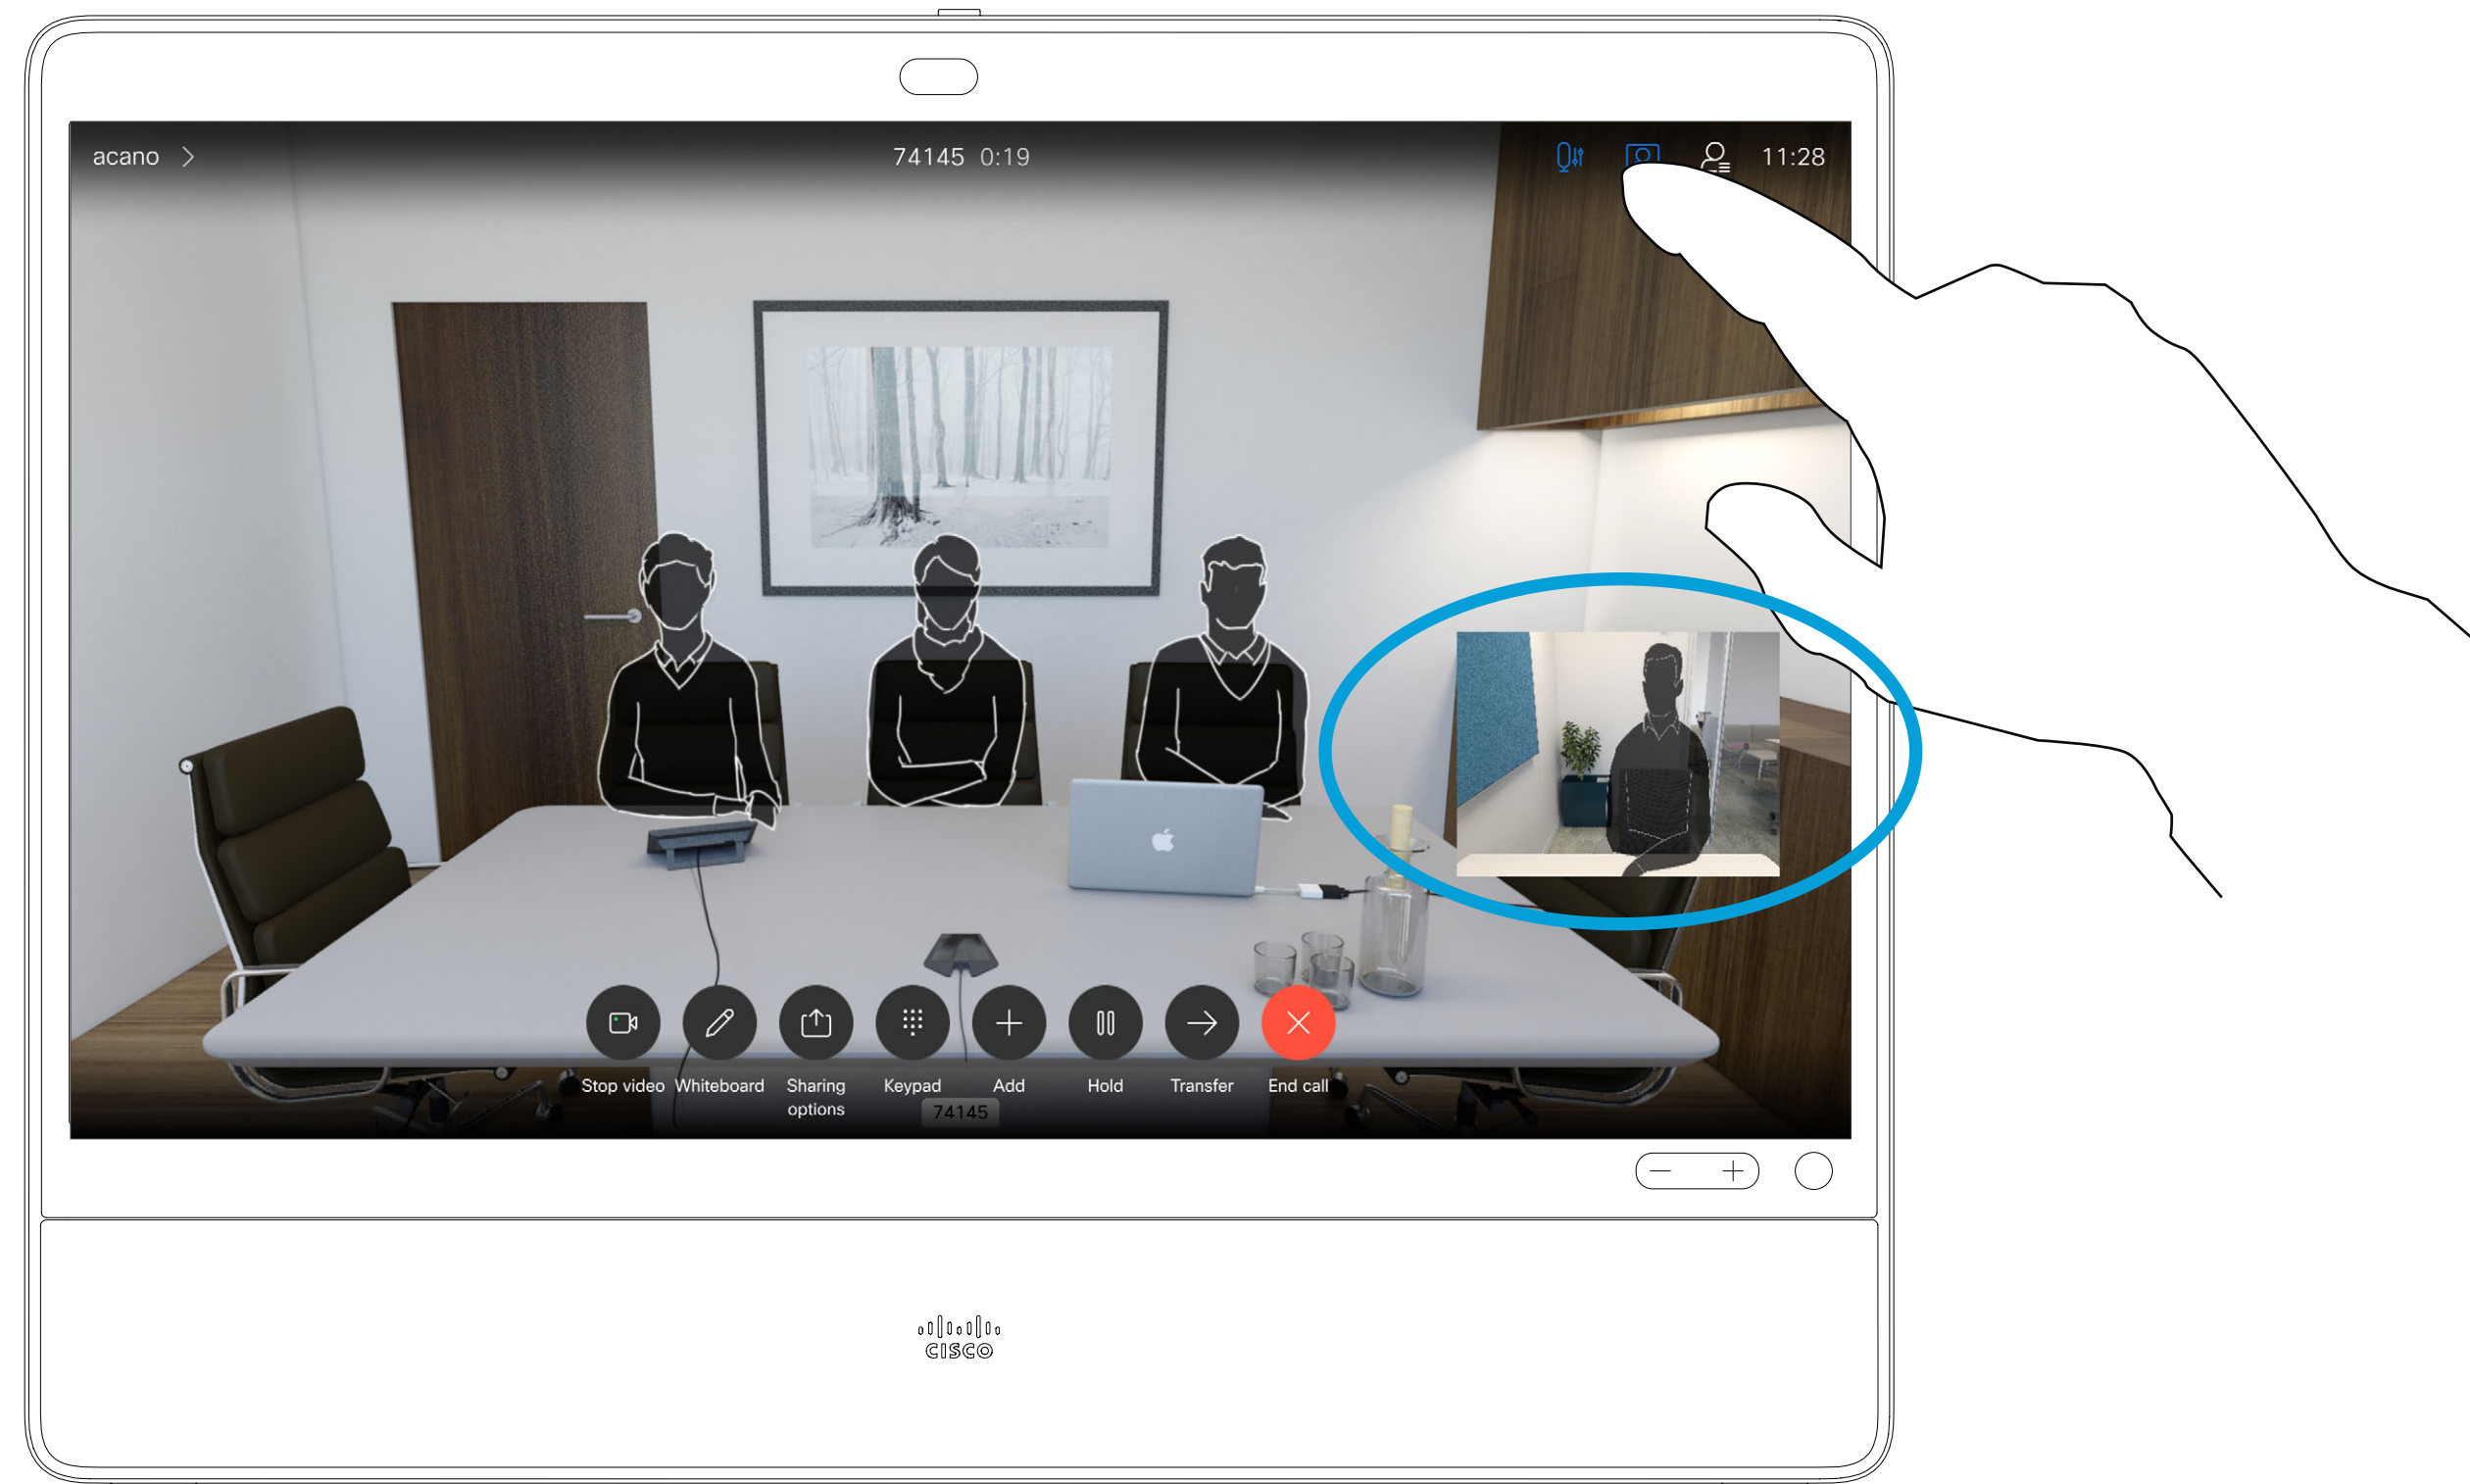 acano
74145 0:19
11:28
Stop video
Whiteboard
Sharing
options
Keypad
Add
Hold
Transfer
End call
74145
CISCO